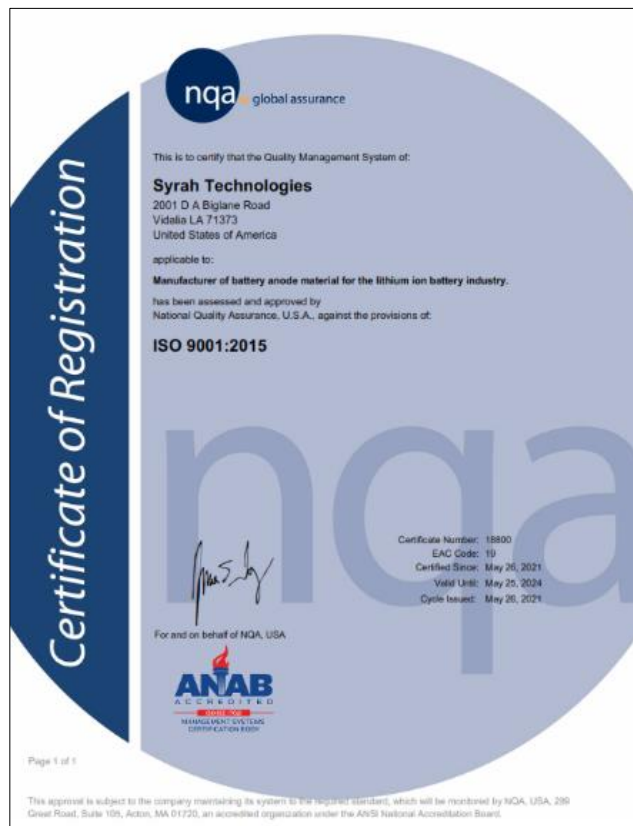 nqa.
global assurance
Certificate of Registration
This is to certify that the Quality Management System of:
Syrah Technologies
2001 D A Biglane Road
Vidalia LA 71373
United States of America
applicable to:
Manufacturer of battery anode material for the lithium ion battery industry.
has been assessed and approved by
National Quality Assurance, U.S.A., against the provisions of:
ISO 9001:2015
nqa
Certificate Number: 18800
EAC Code: 19
Certified Since: May 26, 2021
Valid Until: May 25, 2024
Cycle Issued: May 26, 2021
For and on behalf of NQA, USA
ANAB
ACCREDITED
MANAGEMENT SYSTEMS
CERTIFICATION BODY
Page 1 of 1
This approval is subject to the company maintaining its system to the required standard, which will be monitored by NQA, USA, 289
Great Road, Suite 105, Acton, MA 01720, an accredited organization under the ANSI National Accreditation Board.